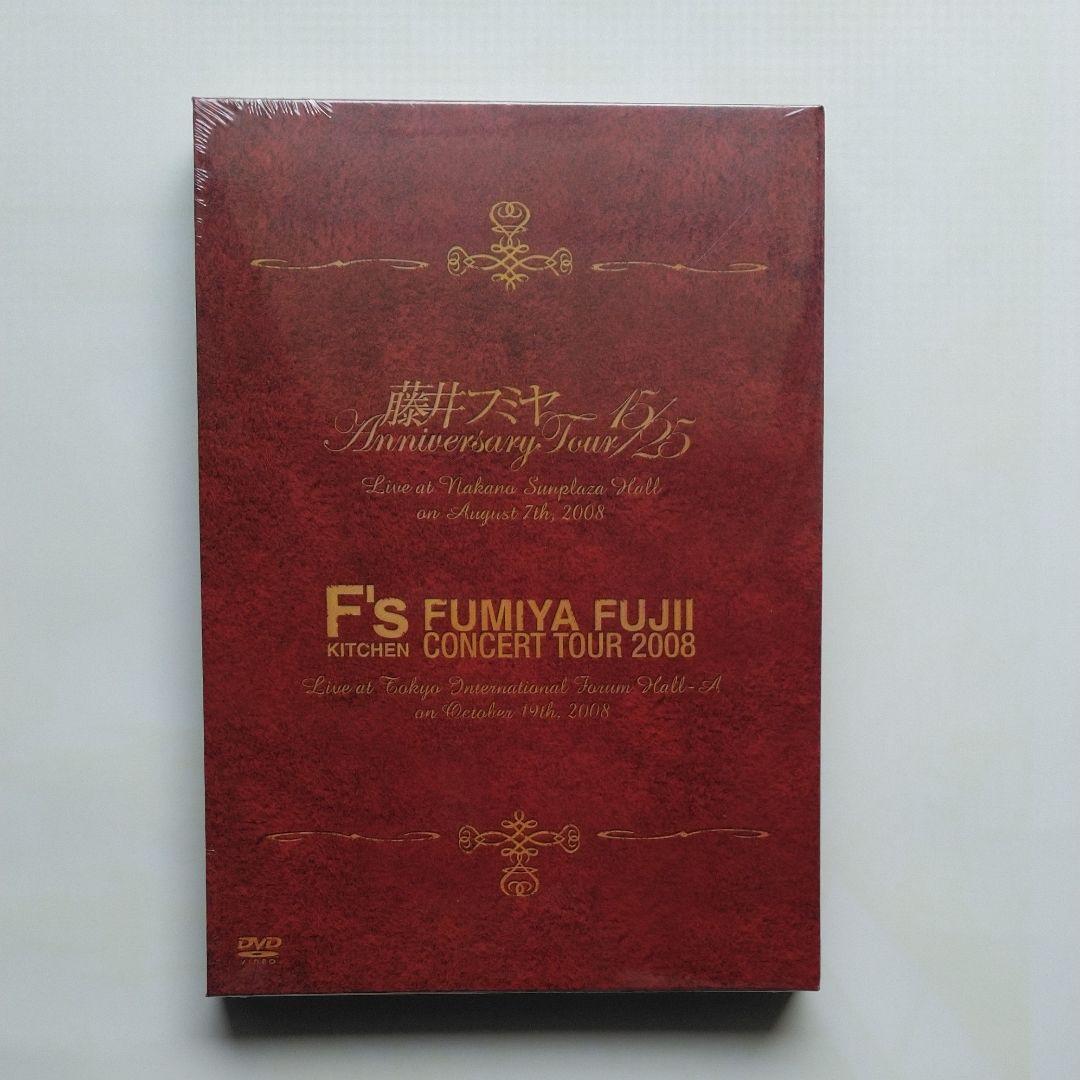 藤井フミヤ
Anniversary Tour 15/25
Live at Nakano Sunplaza Hall
on August 7th, 2008
F's KITCHEN
FUMIYA FUJII
CONCERT TOUR 2008
Live at Tokyo International Forum Hall-A
on October 19th, 2008
DVD
VIDEO